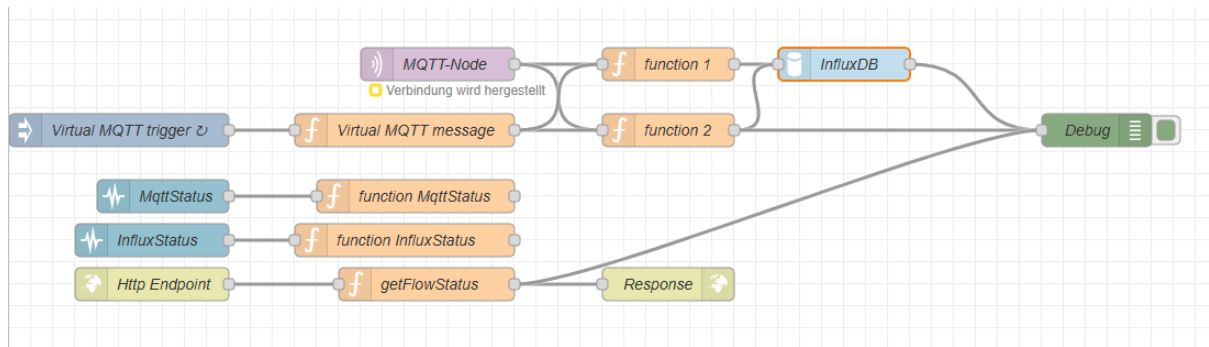 MQTT-Node
function 1
InfluxDB
Verbindung wird hergestellt
Virtual MQTT trigger ↻
Virtual MQTT message
function 2
Debug
MqttStatus
function MqttStatus
InfluxStatus
function InfluxStatus
Http Endpoint
getFlowStatus
Response